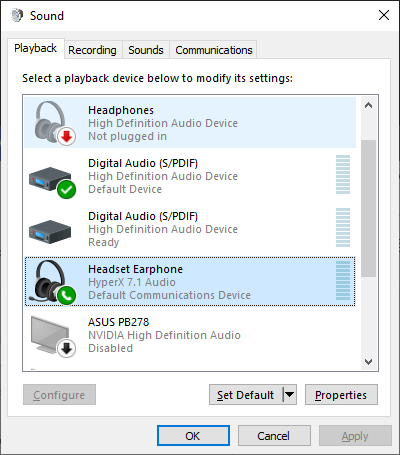 Sound
Playback Recording Sounds Communications
Select a playback device below to modify its settings:
Headphones
High Definition Audio Device
Not plugged in
Digital Audio (S/PDIF)
High Definition Audio Device
Default Device
Digital Audio (S/PDIF)
High Definition Audio Device
Ready
Headset Earphone
HyperX 7.1 Audio
Default Communications Device
ASUS PB278
NVIDIA High Definition Audio
Disabled
Configure Set Default Properties
OK Cancel Apply